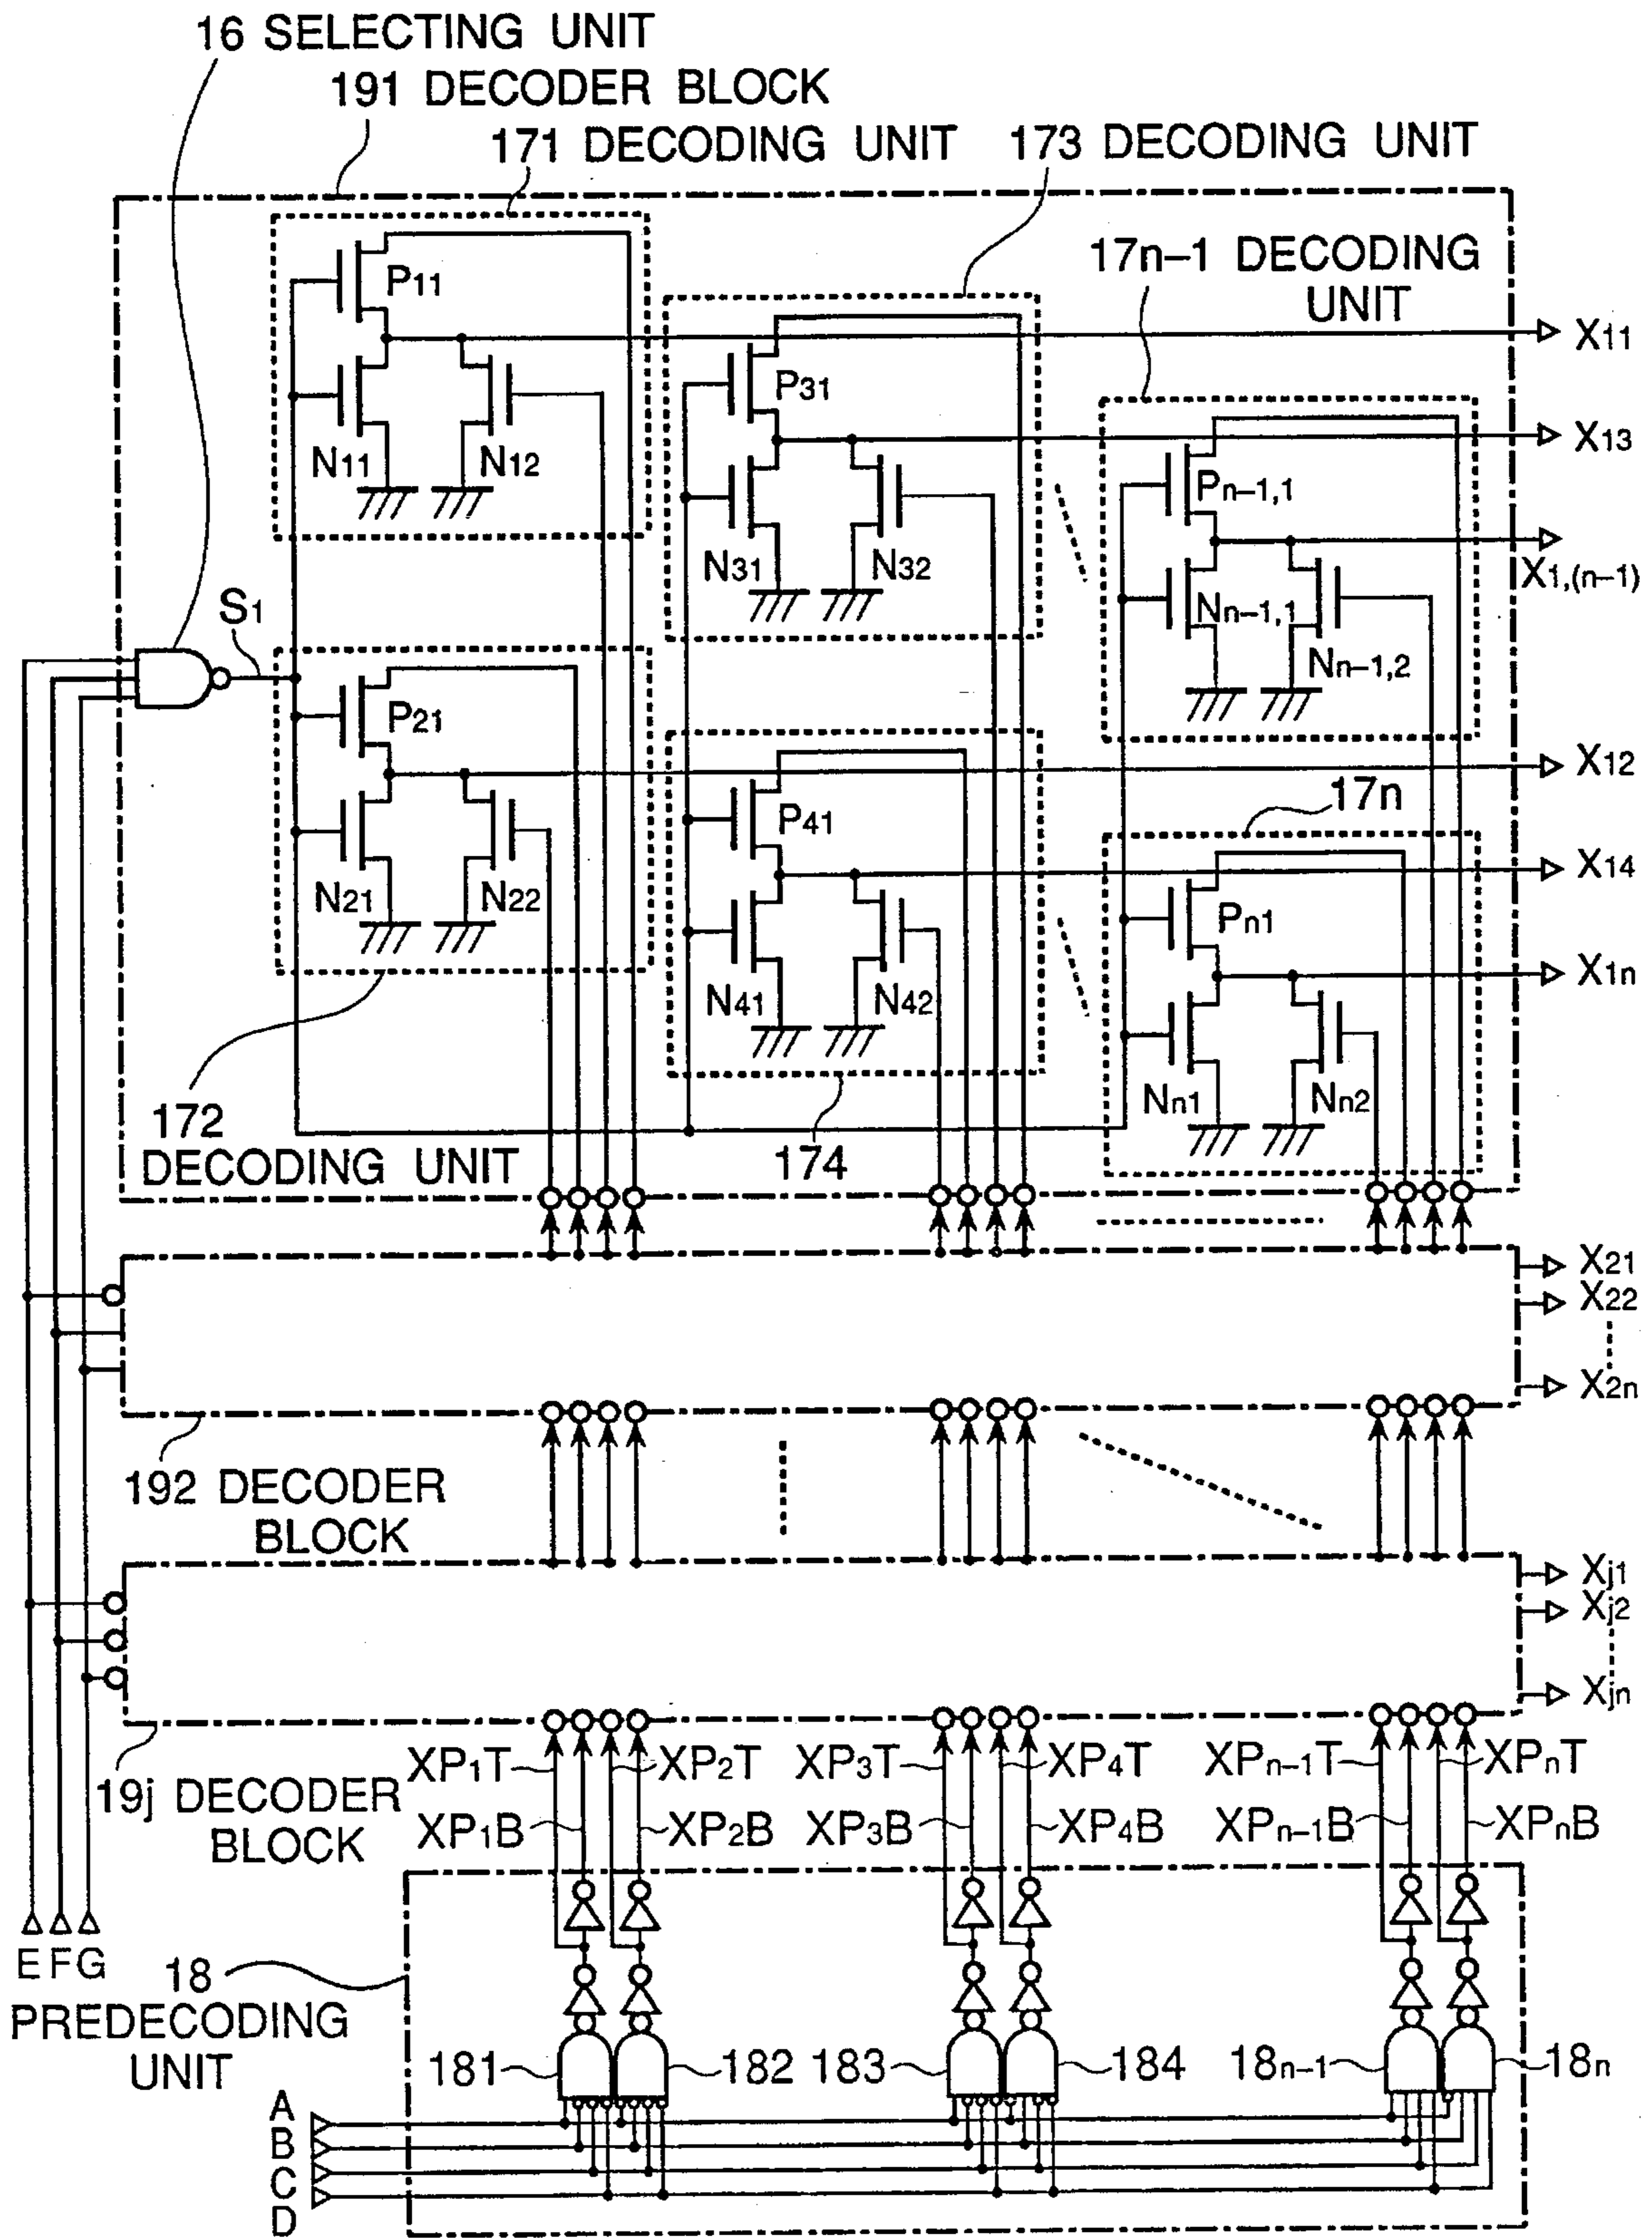 16 SELECTING UNIT
191 DECODER BLOCK
171 DECODING UNIT
173 DECODING UNIT
17n-1 DECODING
UNIT
P11
X11
P31
X13
N11
N12
Pn-1,1
N31
N32
X1,(n-1)
S1
Nn-1,1
Nn-1,2
P21
X12
17n
P41
X14
N21
N22
Pn1
X1n
N41
N42
Nn1
Nn2
172
DECODING UNIT
174
X21
X22
X2n
192 DECODER
BLOCK
Xj1
Xj2
Xjn
XP1T
XP2T
XP3T
XP4T
XPn-1T
XPnT
19j DECODER
BLOCK
XP1B
XP2B
XP3B
XP4B
XPn-1B
XPnB
E F G
18
PREDECODING
UNIT
181
182
183
184
18n-1
18n
A
B
C
D